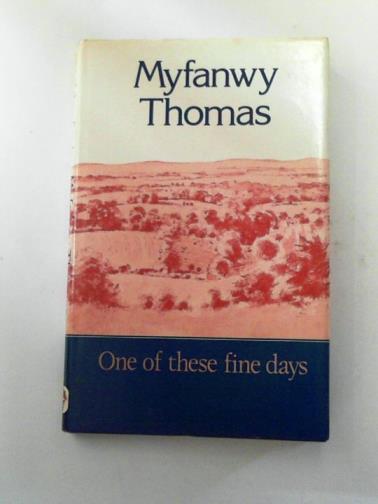 Myfanwy
Thomas
One of these fine days